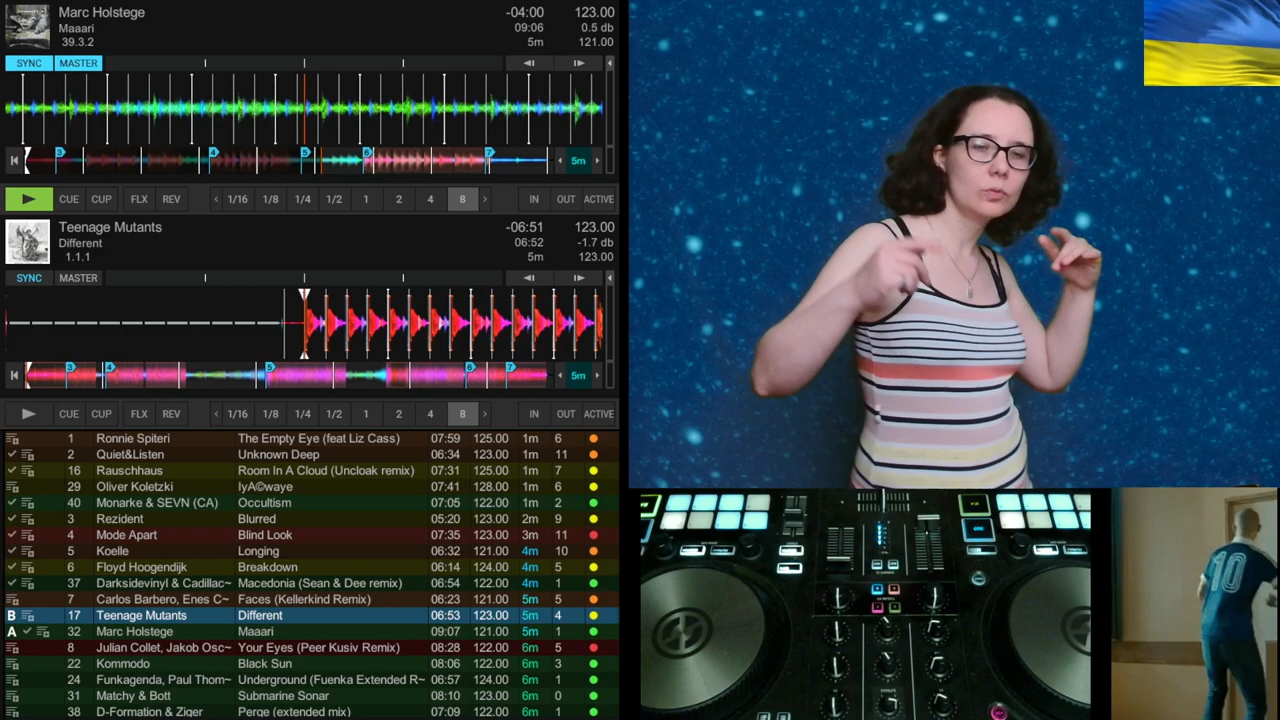 Marc Holstege -04:00 123.00
Maaari 09:06 0.5 db
39.3.2 5m 121.00
SYNC MASTER
3 4 5 6 7 5m
CUE CUP FLX REV 1/16 1/8 1/4 1/2 1 2 4 8 IN OUT ACTIVE
Teenage Mutants -06:51 123.00
Different 06:52 -1.7 db
1.1.1 5m 123.00
SYNC MASTER
3 4 5 6 7 5m
CUE CUP FLX REV 1/16 1/8 1/4 1/2 1 2 4 8 IN OUT ACTIVE
1 Ronnie Spiteri The Empty Eye (feat Liz Cass) 07:59 125.00 1m 6
2 Quiet&Listen Unknown Deep 06:34 123.00 1m 11
16 Rauschhaus Room In A Cloud (Uncloak remix) 07:31 125.00 1m 7
29 Oliver Koletzki IyÃ©waye 07:41 128.00 1m 6
40 Monarke & SEVN (CA) Occultism 07:05 122.00 1m 2
3 Rezident Blurred 05:20 123.00 2m 9
4 Mode Apart Blind Look 07:35 123.00 3m 11
5 Koelle Longing 06:32 121.00 4m 10
6 Floyd Hoogendijk Breakdown 06:14 124.00 4m 5
37 Darksidevinyl & Cadillac~ Macedonia (Sean & Dee remix) 06:54 122.00 4m 1
7 Carlos Barbero, Enes C~ Faces (Kellerkind Remix) 06:23 121.00 5m 5
B 17 Teenage Mutants Different 06:53 123.00 5m 4
A 32 Marc Holstege Maaari 09:07 121.00 5m 1
8 Julian Collet, Jakob Osc~ Your Eyes (Peer Kusiv Remix) 08:28 122.00 6m 5
22 Kommodo Black Sun 08:06 122.00 6m 3
24 Funkagenda, Paul Thom~ Underground (Fuenka Extended R~ 06:57 124.00 6m 1
31 Matchy & Bott Submarine Sonar 08:10 123.00 6m 0
38 D-Formation & Ziger Perge (extended mix) 07:09 122.00 6m 1
10